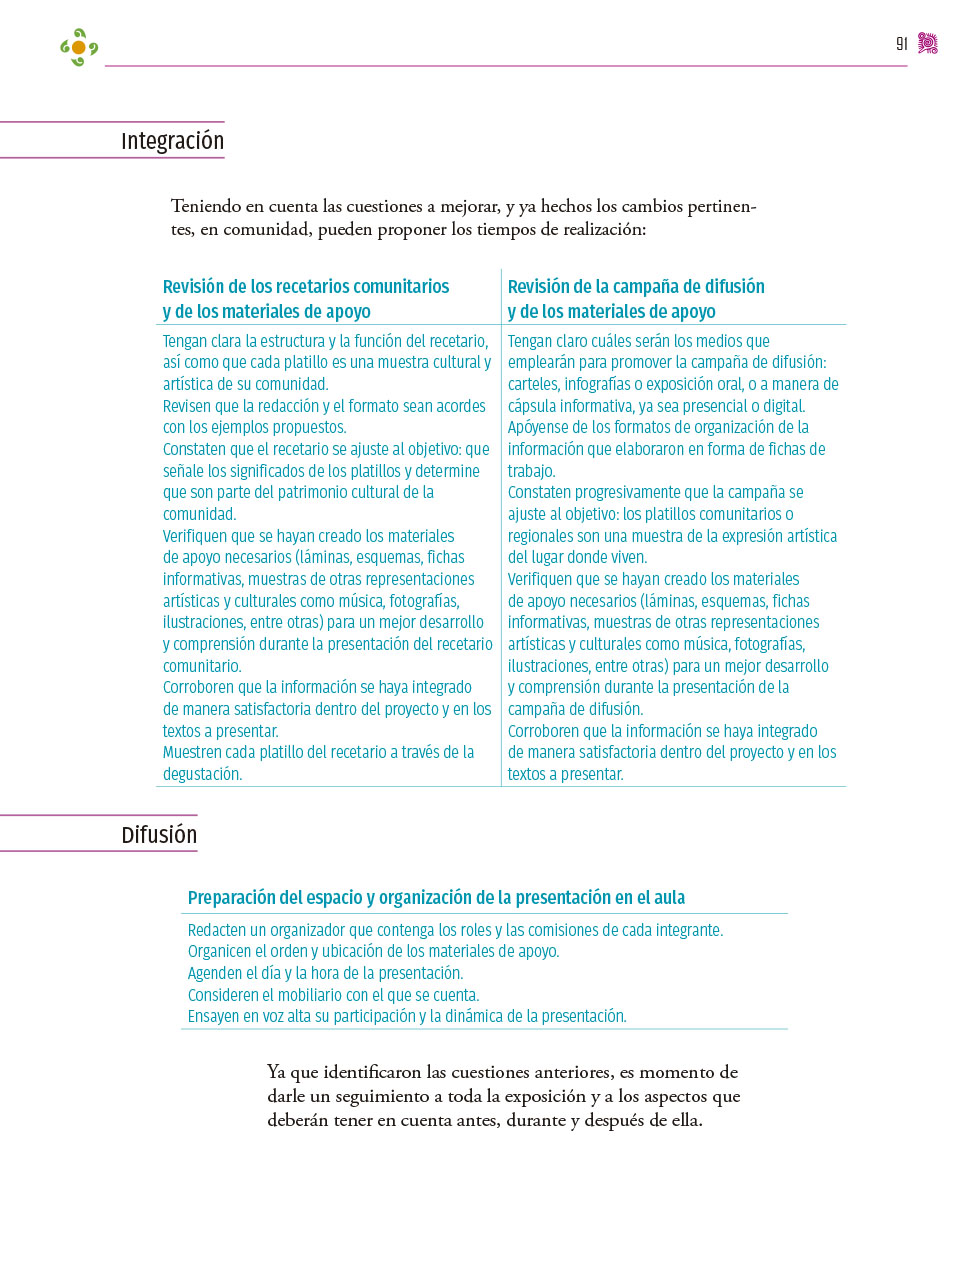 91
Integración
Teniendo en cuenta las cuestiones a mejorar, y ya hechos los cambios pertinen-
tes, en comunidad, pueden proponer los tiempos de realización:
Revisión de los recetarios comunitarios
y de los materiales de apoyo
Tengan clara la estructura y la función del recetario,
así como que cada platillo es una muestra cultural y
artística de su comunidad.
Revisen que la redacción y el formato sean acordes
con los ejemplos propuestos.
Constaten que el recetario se ajuste al objetivo: que
señale los significados de los platillos y determine
que son parte del patrimonio cultural de la
comunidad.
Verifiquen que se hayan creado los materiales
de apoyo necesarios (láminas, esquemas, fichas
informativas, muestras de otras representaciones
artísticas y culturales como música, fotografías,
ilustraciones, entre otras) para un mejor desarrollo
y comprensión durante la presentación del recetario
comunitario.
Corroboren que la información se haya integrado
de manera satisfactoria dentro del proyecto y en los
textos a presentar.
Muestren cada platillo del recetario a través de la
degustación.
Revisión de la campaña de difusión
y de los materiales de apoyo
Tengan claro cuáles serán los medios que
emplearán para promover la campaña de difusión:
carteles, infografías o exposición oral, o a manera de
cápsula informativa, ya sea presencial o digital.
Apóyense de los formatos de organización de la
información que elaboraron en forma de fichas de
trabajo.
Constaten progresivamente que la campaña se
ajuste al objetivo: los platillos comunitarios o
regionales son una muestra de la expresión artística
del lugar donde viven.
Verifiquen que se hayan creado los materiales
de apoyo necesarios (láminas, esquemas, fichas
informativas, muestras de otras representaciones
artísticas y culturales como música, fotografías,
ilustraciones, entre otras) para un mejor desarrollo
y comprensión durante la presentación de la
campaña de difusión.
Corroboren que la información se haya integrado
de manera satisfactoria dentro del proyecto y en los
textos a presentar.
Difusión
Preparación del espacio y organización de la presentación en el aula
Redacten un organizador que contenga los roles y las comisiones de cada integrante.
Organicen el orden y ubicación de los materiales de apoyo.
Agenden el día y la hora de la presentación.
Consideren el mobiliario con el que se cuenta.
Ensayen en voz alta su participación y la dinámica de la presentación.
Ya que identificaron las cuestiones anteriores, es momento de
darle un seguimiento a toda la exposición y a los aspectos que
deberán tener en cuenta antes, durante y después de ella.